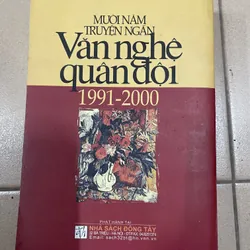 MƯỜI NĂM
TRUYỆN NGẮN
Văn nghệ
quân đội
1991-2000
NHÀ SÁCH ĐÔNG TÂY